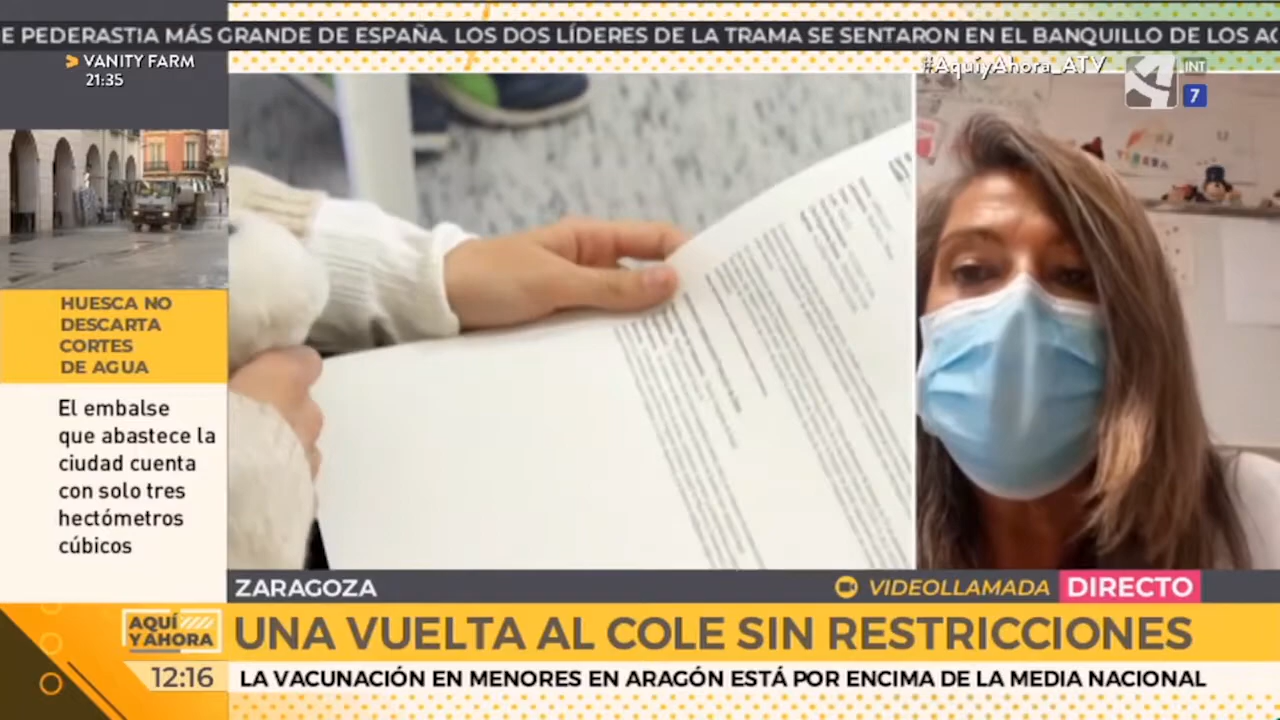 E PEDERASTIA MÁS GRANDE DE ESPAÑA. LOS DOS LÍDERES DE LA TRAMA SE SENTARON EN EL BANQUILLO DE LOS AC
VANITY FARM
21:35
#AquiyAhora_ATV
INT
7
HUESCA NO
DESCARTA
CORTES
DE AGUA
El embalse
que abastece la
ciudad cuenta
con solo tres
hectómetros
cúbicos
ZARAGOZA
VIDEOLLAMADA
DIRECTO
AQUÍ
Y AHORA
UNA VUELTA AL COLE SIN RESTRICCIONES
12:16
LA VACUNACIÓN EN MENORES EN ARAGÓN ESTÁ POR ENCIMA DE LA MEDIA NACIONAL